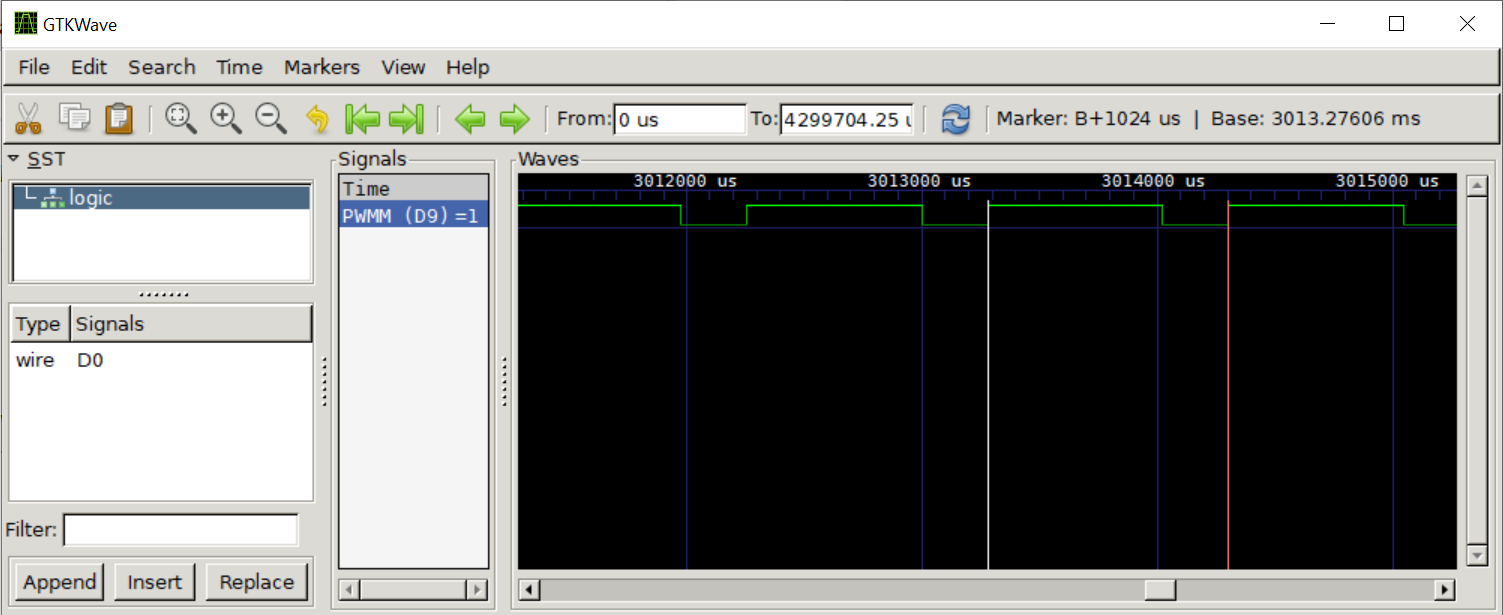 GTKWave
File Edit Search Time Markers View Help
From: 0 us To: 4299704.25 u Marker: B+1024 us | Base: 3013.27606 ms
SST
logic
Type Signals
wire D0
Filter:
Append Insert Replace
Signals
Time
PWMM (D9)=1
Waves
3012000 us 3013000 us 3014000 us 3015000 us